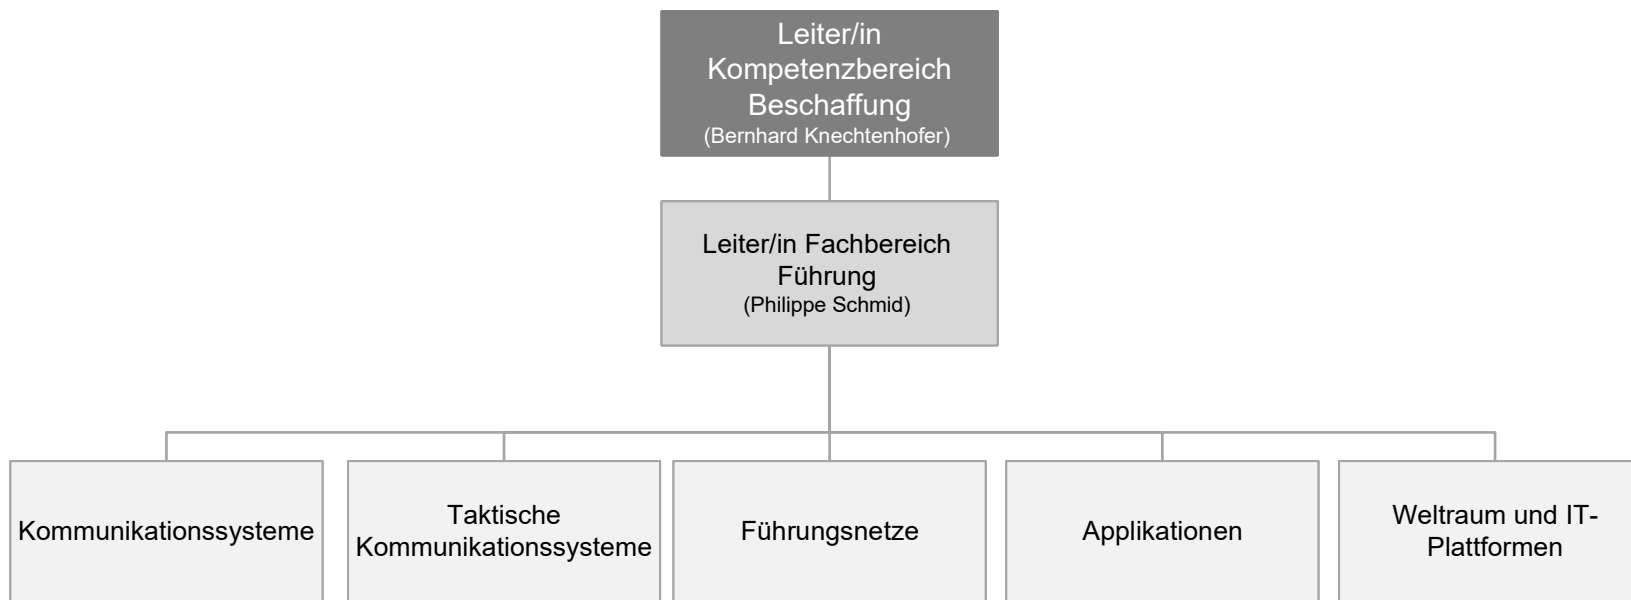 Leiter/in
Kompetenzbereich
Beschaffung
(Bernhard Knechtenhofer)
Leiter/in Fachbereich
Führung
(Philippe Schmid)
Kommunikationssysteme
Taktische
Kommunikationssysteme
Führungsnetze
Applikationen
Weltraum und IT-
Plattformen